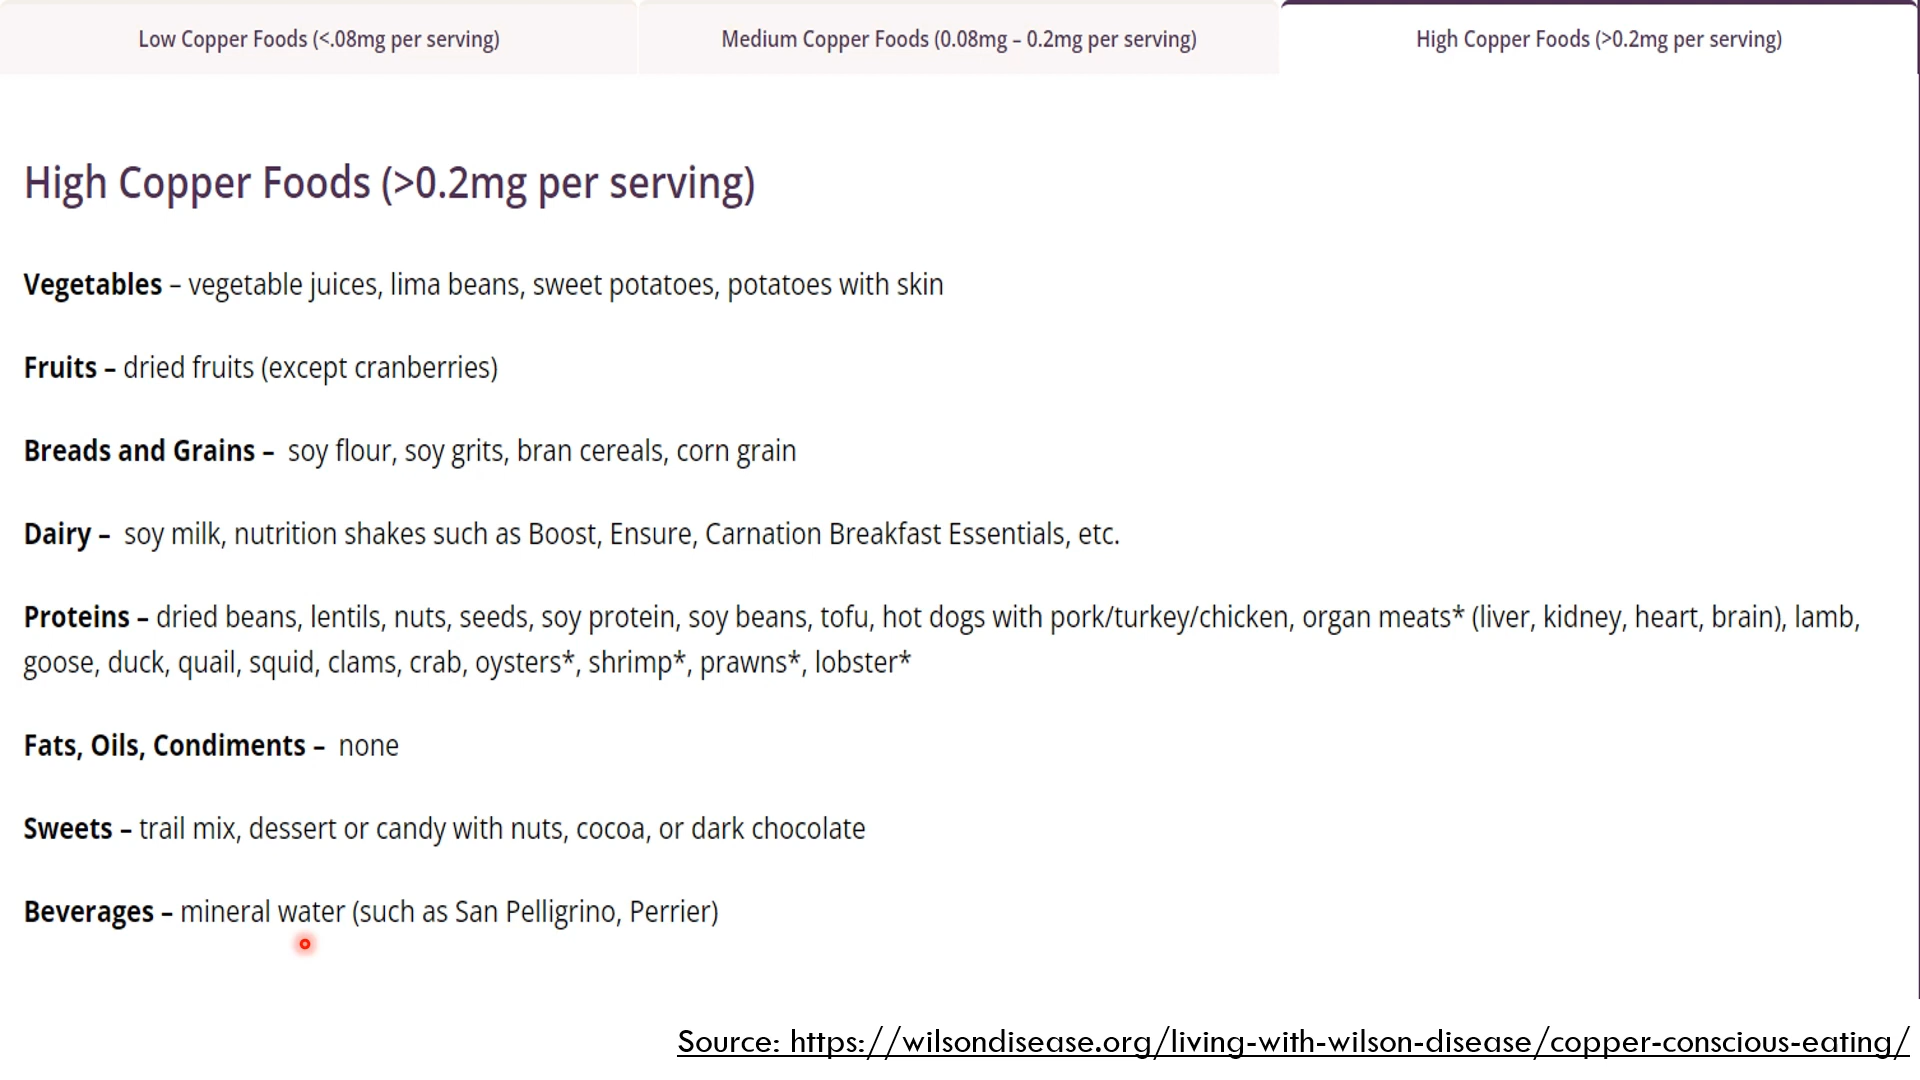 Low Copper Foods (<.08mg per serving)
Medium Copper Foods (0.08mg – 0.2mg per serving)
High Copper Foods (>0.2mg per serving)
High Copper Foods (>0.2mg per serving)
Vegetables – vegetable juices, lima beans, sweet potatoes, potatoes with skin
Fruits – dried fruits (except cranberries)
Breads and Grains – soy flour, soy grits, bran cereals, corn grain
Dairy – soy milk, nutrition shakes such as Boost, Ensure, Carnation Breakfast Essentials, etc.
Proteins – dried beans, lentils, nuts, seeds, soy protein, soy beans, tofu, hot dogs with pork/turkey/chicken, organ meats* (liver, kidney, heart, brain), lamb,
goose, duck, quail, squid, clams, crab, oysters*, shrimp*, prawns*, lobster*
Fats, Oils, Condiments – none
Sweets – trail mix, dessert or candy with nuts, cocoa, or dark chocolate
Beverages – mineral water (such as San Pelligrino, Perrier)
Source: https://wilsondisease.org/living-with-wilson-disease/copper-conscious-eating/